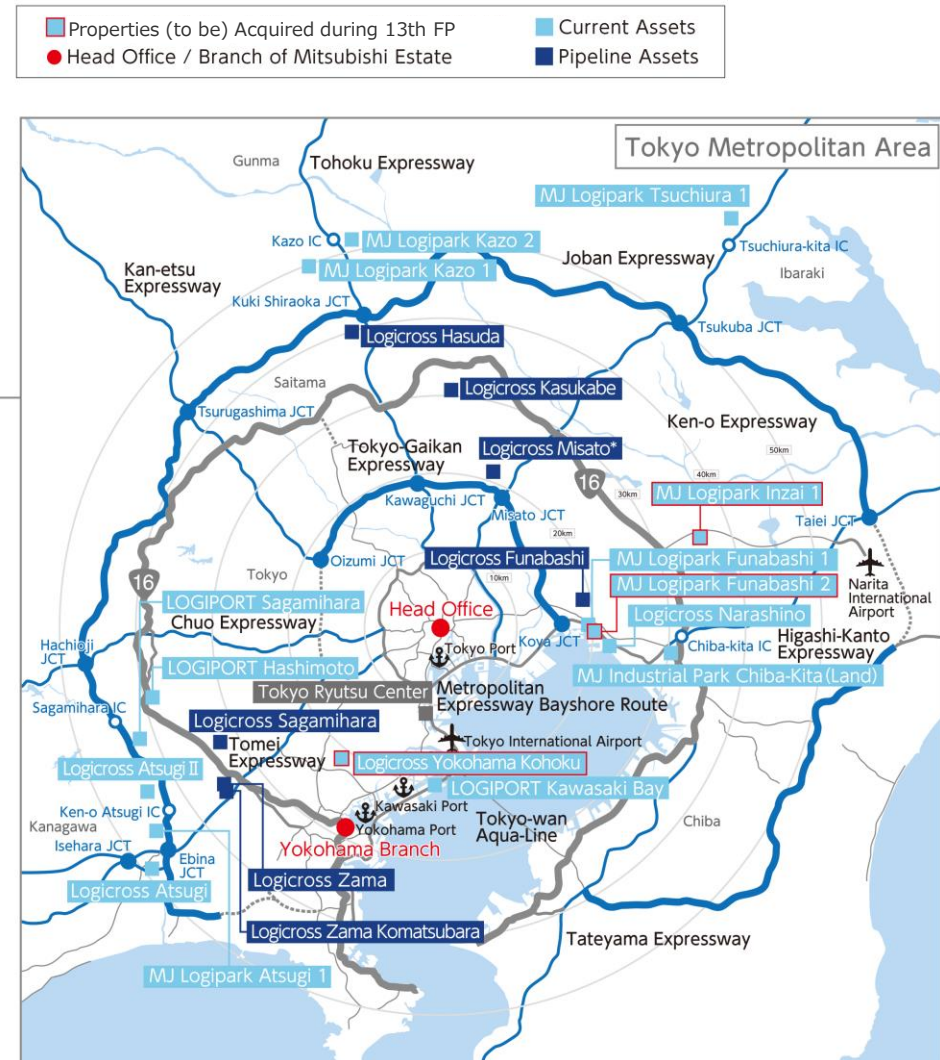 Properties (to be) Acquired during 13th FP
Current Assets
Head Office / Branch of Mitsubishi Estate
Pipeline Assets
Tokyo Metropolitan Area
Gunma
Tohoku Expressway
MJ Logipark Tsuchiura 1
Kazo IC
MJ Logipark Kazo 2
Tsuchiura-kita IC
Joban Expressway
MJ Logipark Kazo 1
Kan-etsu
Expressway
Ibaraki
Kuki Shiraoka JCT
Logicross Hasuda
Tsukuba JCT
Saitama
Logicross Kasukabe
Tsurugashima JCT
Ken-o Expressway
Tokyo-Gaikan
Expressway
Logicross Misato*
50km
40km
30km
20km
10km
16
Kawaguchi JCT
MJ Logipark Inzai 1
Misato JCT
Taiei JCT
Oizumi JCT
Logicross Funabashi
MJ Logipark Funabashi 1
16
Tokyo
MJ Logipark Funabashi 2
Narita
International
Airport
LOGIPORT Sagamihara
Head Office
Logicross Narashino
Chuo Expressway
Koya JCT
Chiba-kita IC
Higashi-Kanto
Expressway
Hachioji
JCT
Tokyo Port
LOGIPORT Hashimoto
MJ Industrial Park Chiba-Kita (Land)
Tokyo Ryutsu Center
Metropolitan
Expressway Bayshore Route
Sagamihara IC
Logicross Sagamihara
Tomei
Expressway
Tokyo International Airport
Logicross Yokohama Kohoku
Logicross Atsugi II
LOGIPORT Kawasaki Bay
Ken-o Atsugi IC
Kawasaki Port
Tokyo-wan
Aqua-Line
Kanagawa
Yokohama Port
Chiba
Isehara JCT
Yokohama Branch
Ebina
JCT
Logicross Zama
Logicross Atsugi
Logicross Zama Komatsubara
Tateyama Expressway
MJ Logipark Atsugi 1